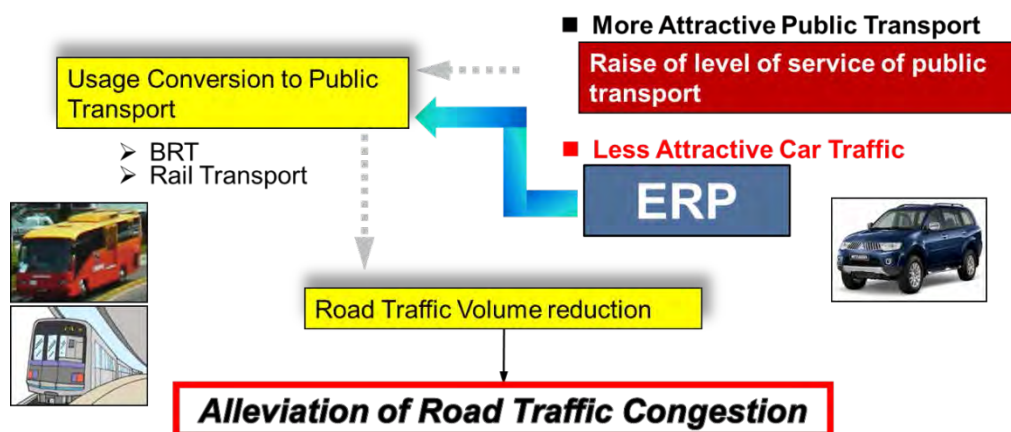 More Attractive Public Transport
Raise of level of service of public
transport
Usage Conversion to Public
Transport
BRT
Rail Transport
Less Attractive Car Traffic
ERP
Road Traffic Volume reduction
Alleviation of Road Traffic Congestion